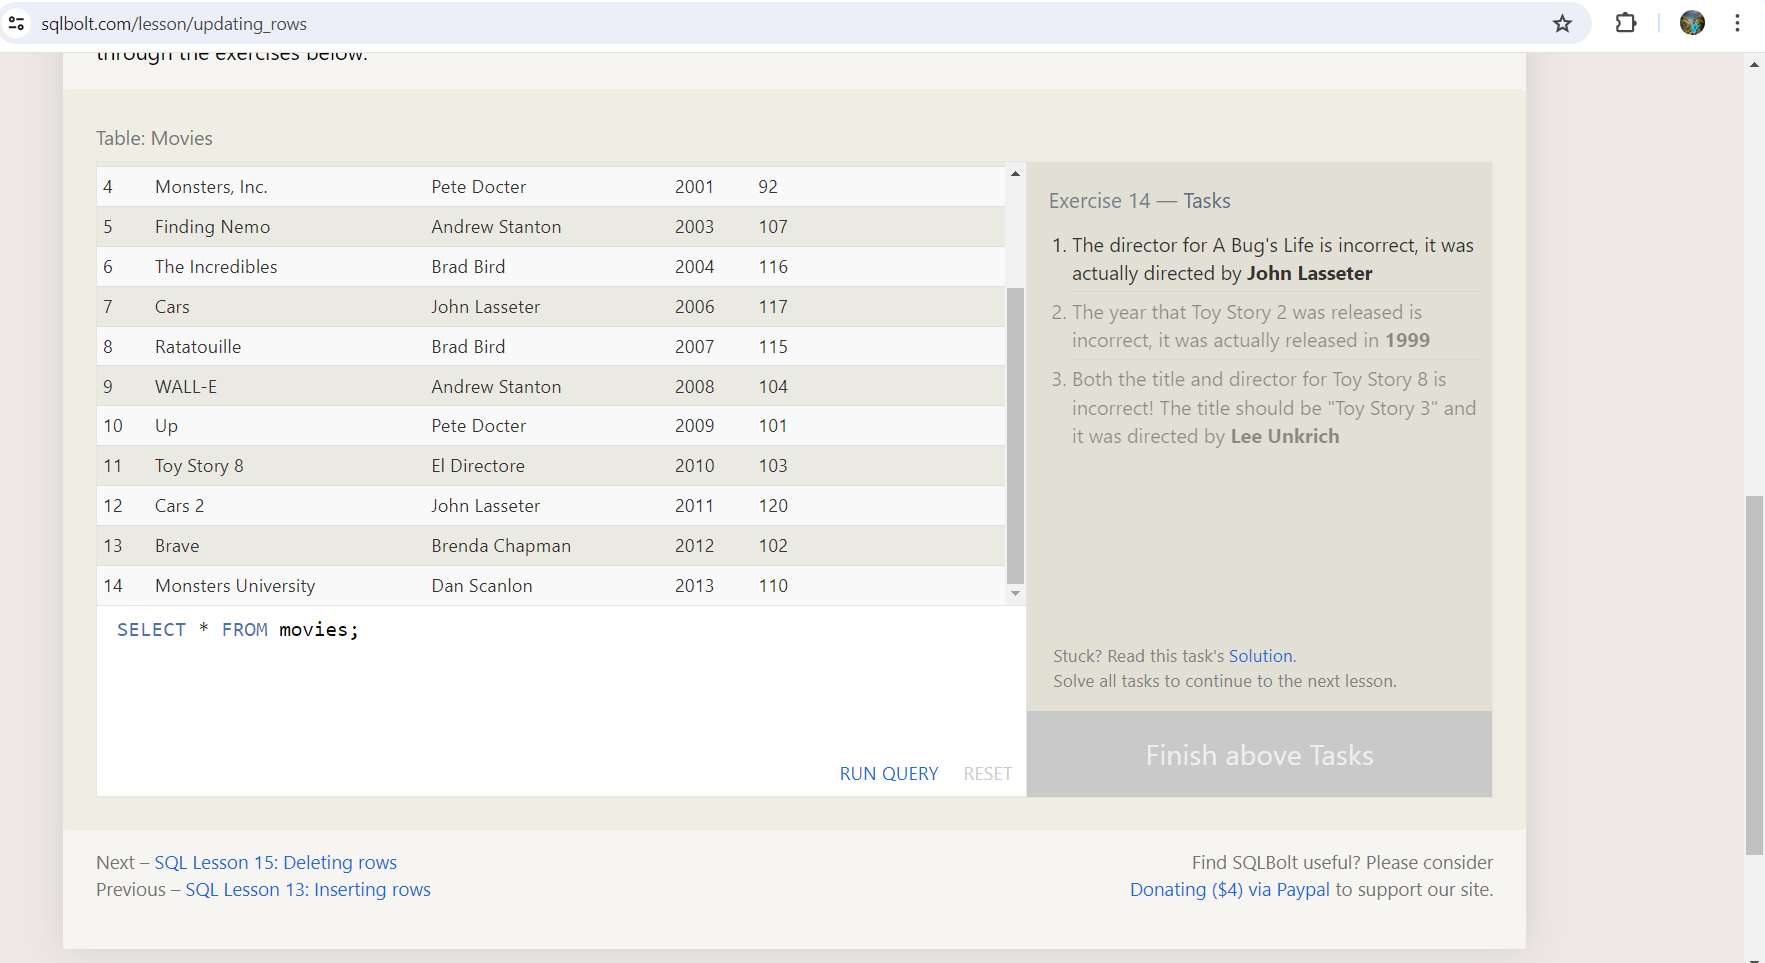 sqlbolt.com/lesson/updating_rows
through the exercises below.
Table: Movies
4 Monsters, Inc. Pete Docter 2001 92
5 Finding Nemo Andrew Stanton 2003 107
6 The Incredibles Brad Bird 2004 116
7 Cars John Lasseter 2006 117
8 Ratatouille Brad Bird 2007 115
9 WALL-E Andrew Stanton 2008 104
10 Up Pete Docter 2009 101
11 Toy Story 8 El Directore 2010 103
12 Cars 2 John Lasseter 2011 120
13 Brave Brenda Chapman 2012 102
14 Monsters University Dan Scanlon 2013 110
SELECT * FROM movies;
RUN QUERY RESET
Exercise 14 — Tasks
1. The director for A Bug's Life is incorrect, it was
actually directed by John Lasseter
2. The year that Toy Story 2 was released is
incorrect, it was actually released in 1999
3. Both the title and director for Toy Story 8 is
incorrect! The title should be "Toy Story 3" and
it was directed by Lee Unkrich
Stuck? Read this task's Solution.
Solve all tasks to continue to the next lesson.
Finish above Tasks
Next – SQL Lesson 15: Deleting rows
Previous – SQL Lesson 13: Inserting rows
Find SQLBolt useful? Please consider
Donating ($4) via Paypal to support our site.